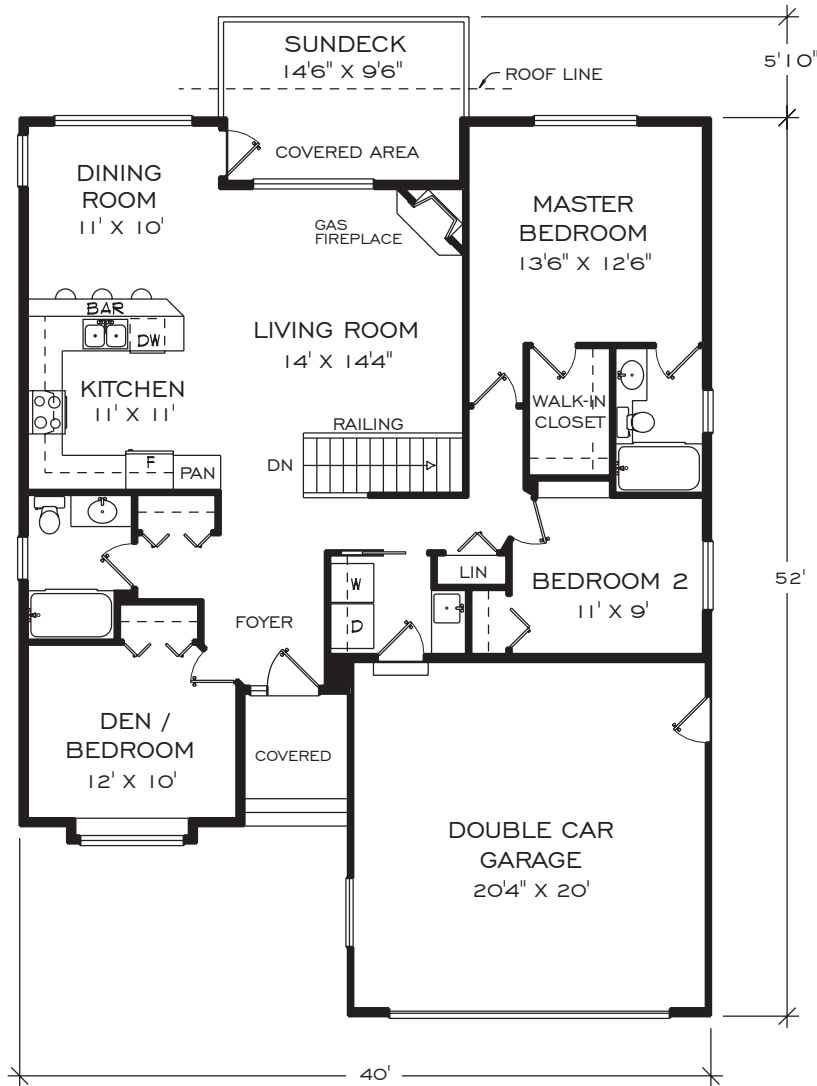 SUNDECK
14'6" X 9'6"
ROOF LINE
5'10"
COVERED AREA
DINING
ROOM
11' X 10'
GAS
FIREPLACE
MASTER
BEDROOM
13'6" X 12'6"
BAR
DW
LIVING ROOM
14' X 14'4"
KITCHEN
11' X 11'
WALK-IN
CLOSET
RAILING
F
PAN
DN
LIN
W
BEDROOM 2
11' X 9'
52'
D
FOYER
DEN /
BEDROOM
12' X 10'
COVERED
DOUBLE CAR
GARAGE
20'4" X 20'
40'